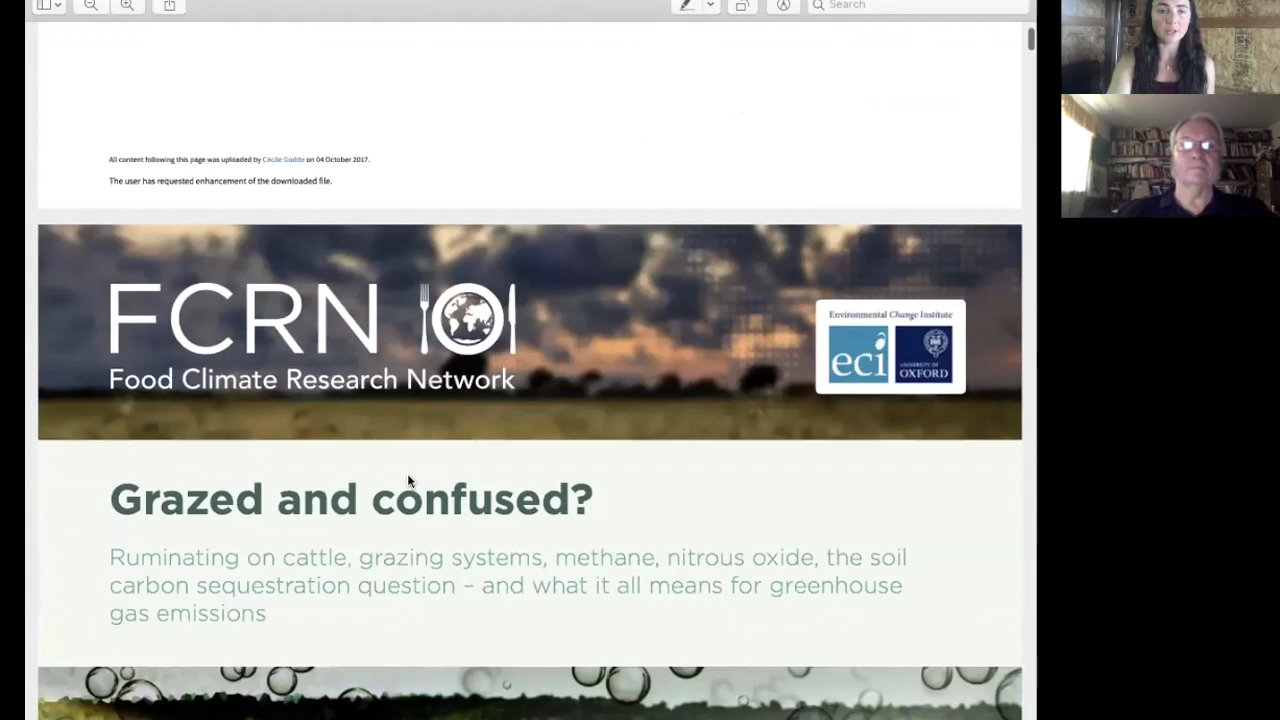 Search
All content following this page was uploaded by Cécile Godde on 04 October 2017.
The user has requested enhancement of the downloaded file.
FCRN
Food Climate Research Network
Environmental Change Institute
eci
UNIVERSITY OF
OXFORD
Grazed and confused?
Ruminating on cattle, grazing systems, methane, nitrous oxide, the soil
carbon sequestration question – and what it all means for greenhouse
gas emissions